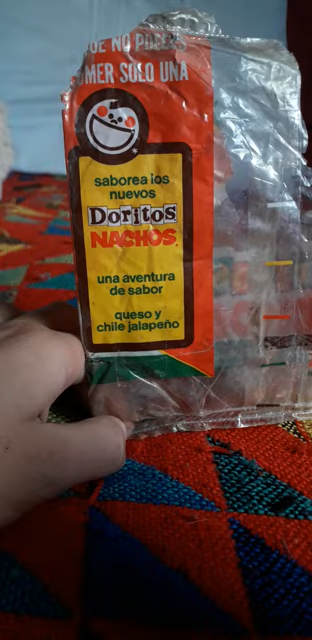 QUE NO PUEDES
COMER SOLO UNA
saborea los
nuevos
Doritos
NACHOS.
una aventura
de sabor
queso y
chile jalapeño